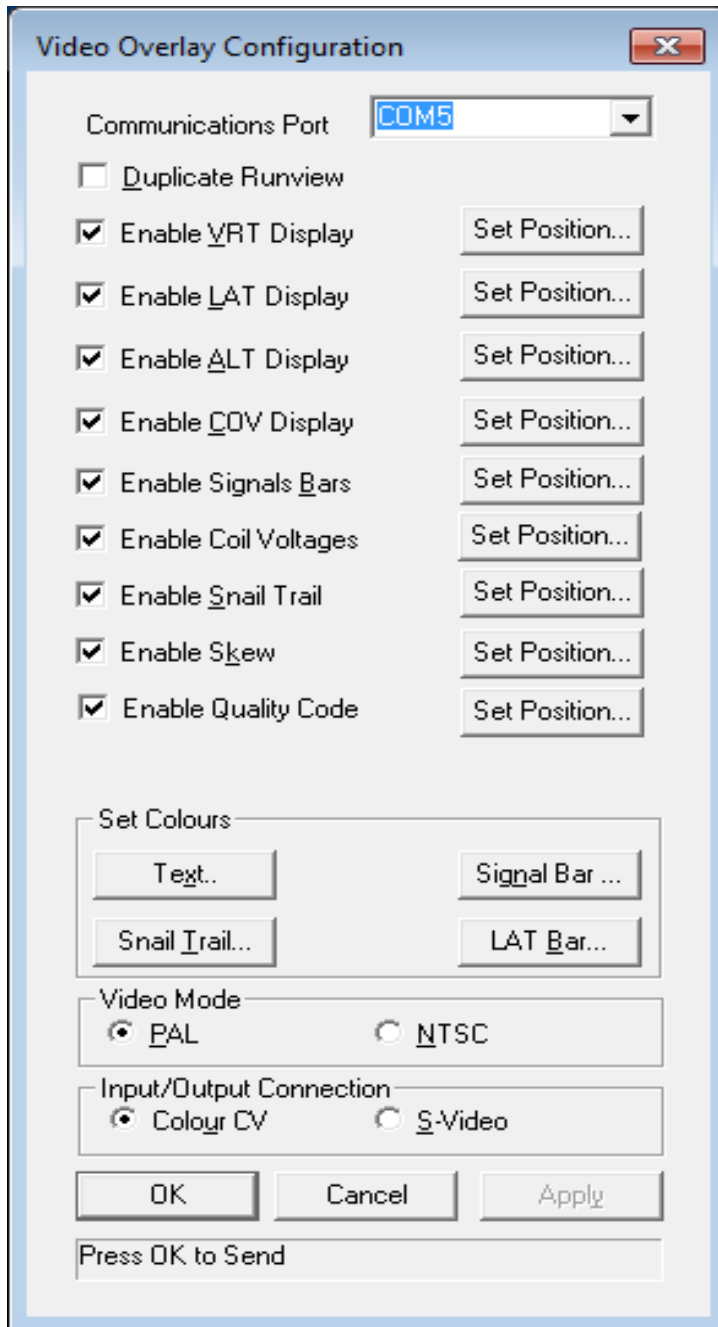 Video Overlay Configuration
Communications Port COM5
Duplicate Runview
Enable VRT Display Set Position...
Enable LAT Display Set Position...
Enable ALT Display Set Position...
Enable COV Display Set Position...
Enable Signals Bars Set Position...
Enable Coil Voltages Set Position...
Enable Snail Trail Set Position...
Enable Skew Set Position...
Enable Quality Code Set Position...
Set Colours
Text.. Signal Bar ...
Snail Trail... LAT Bar...
Video Mode
PAL NTSC
Input/Output Connection
Colour CV S-Video
OK Cancel Apply
Press OK to Send